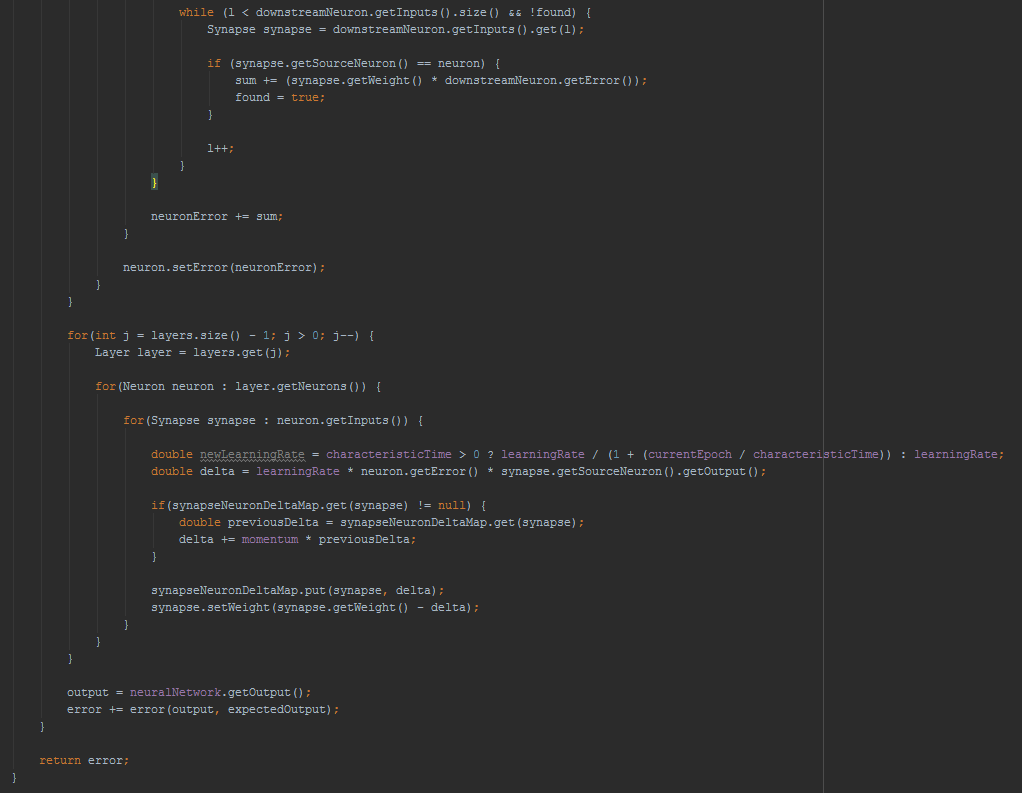 while (l < downstreamNeuron.getInputs().size() && !found) {
Synapse synapse = downstreamNeuron.getInputs().get(l);
if (synapse.getSourceNeuron() == neuron) {
sum += (synapse.getWeight() * downstreamNeuron.getError());
found = true;
}
l++;
}
}
neuronError += sum;
}
neuron.setError(neuronError);
}
}
for(int j = layers.size() - 1; j > 0; j--) {
Layer layer = layers.get(j);
for(Neuron neuron : layer.getNeurons()) {
for(Synapse synapse : neuron.getInputs()) {
double newLearningRate = characteristicTime > 0 ? learningRate / (1 + (currentEpoch / characteristicTime)) : learningRate;
double delta = learningRate * neuron.getError() * synapse.getSourceNeuron().getOutput();
if(synapseNeuronDeltaMap.get(synapse) != null) {
double previousDelta = synapseNeuronDeltaMap.get(synapse);
delta += momentum * previousDelta;
}
synapseNeuronDeltaMap.put(synapse, delta);
synapse.setWeight(synapse.getWeight() - delta);
}
}
}
output = neuralNetwork.getOutput();
error += error(output, expectedOutput);
}
return error;
}